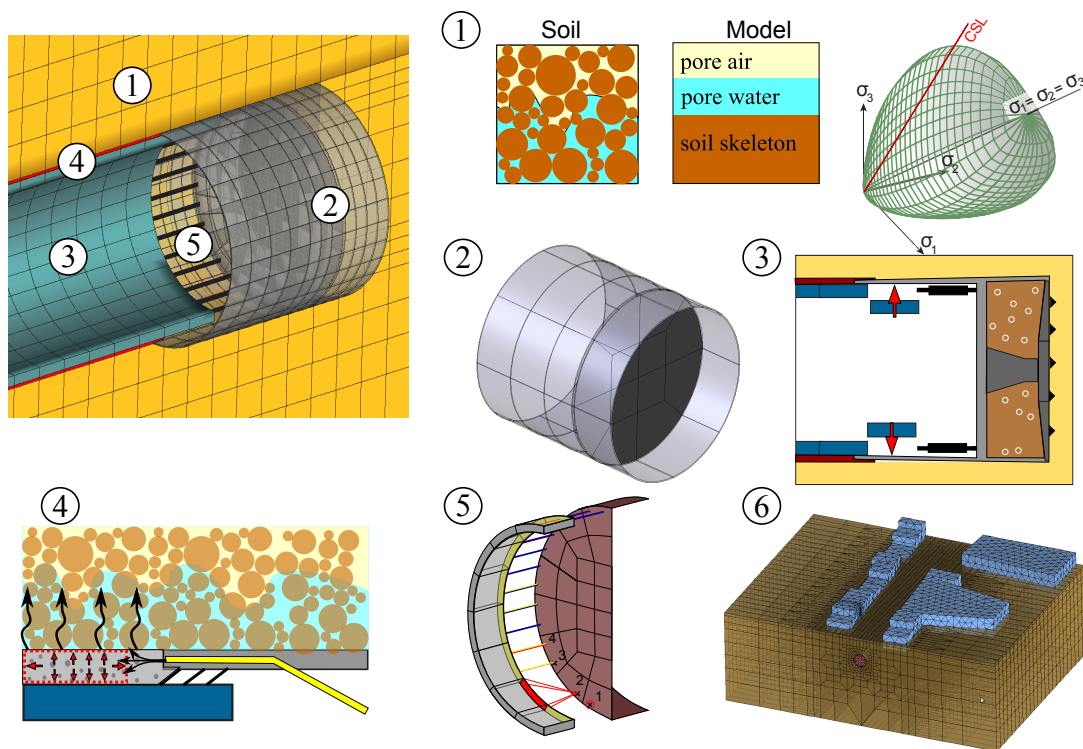 1
4
2
5
3
1
Soil
Model
pore air
pore water
soil skeleton
CSL
σ3
σ1 = σ2 = σ3
σ2
σ1
2
3
4
5
4
3
2
1
6